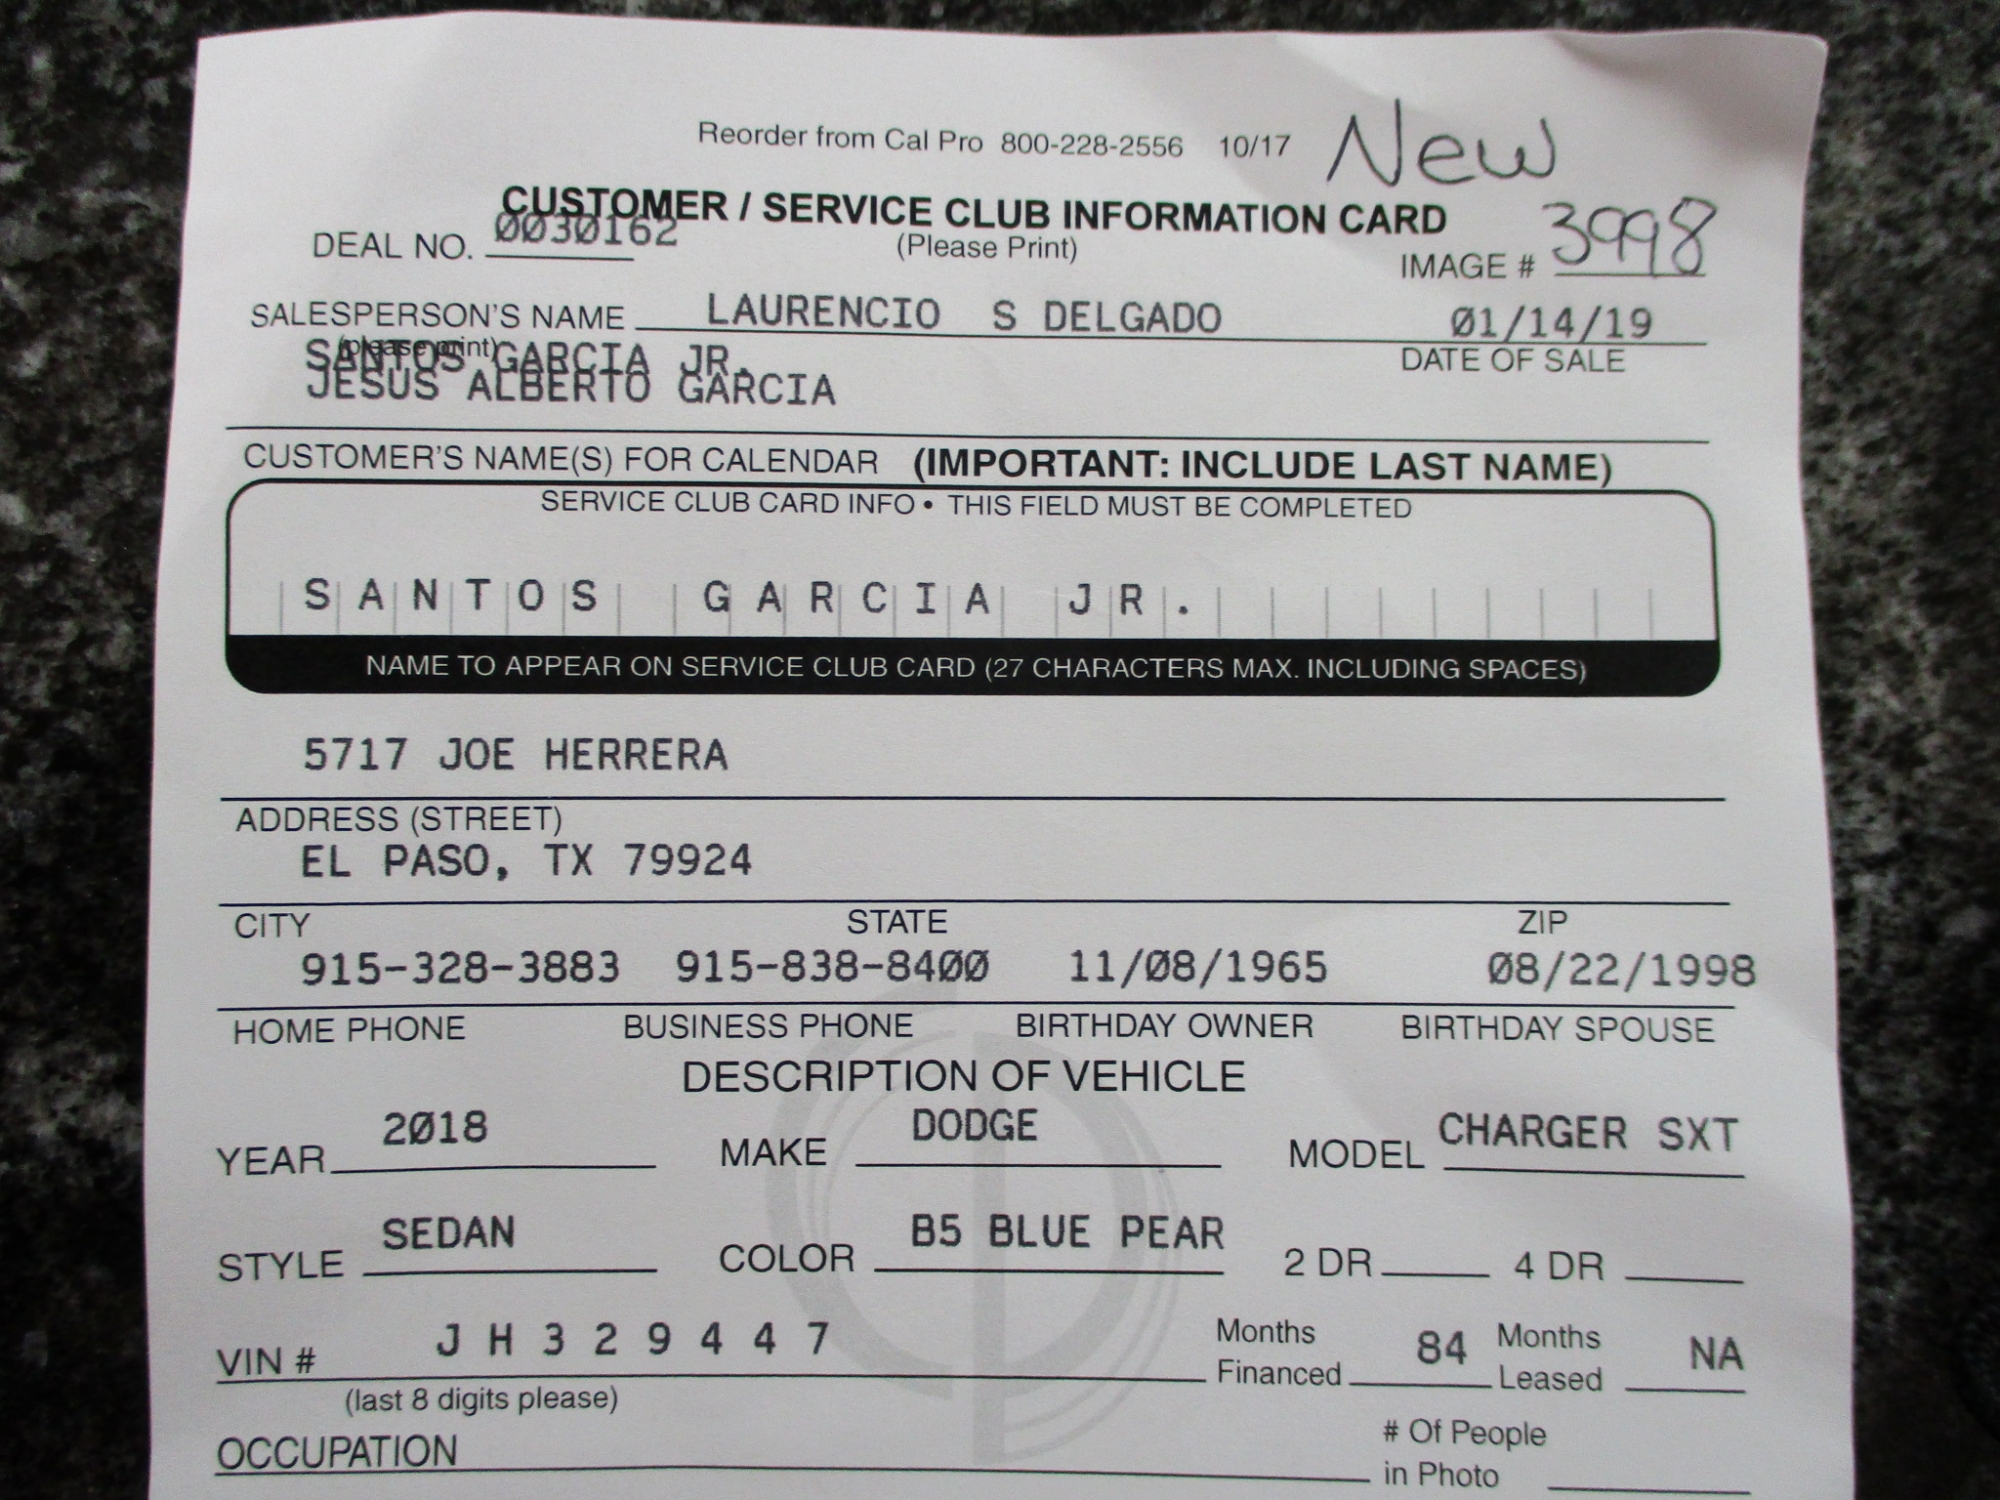 Reorder from Cal Pro 800-228-2556 10/17 New
CUSTOMER / SERVICE CLUB INFORMATION CARD
DEAL NO. 0030162 (Please Print) IMAGE # 3998
SALESPERSON'S NAME LAURENCIO S DELGADO 01/14/19
(please print) DATE OF SALE
SANTOS GARCIA JR.
JESUS ALBERTO GARCIA
CUSTOMER'S NAME(S) FOR CALENDAR (IMPORTANT: INCLUDE LAST NAME)
SERVICE CLUB CARD INFO • THIS FIELD MUST BE COMPLETED
SANTOS GARCIA JR.
NAME TO APPEAR ON SERVICE CLUB CARD (27 CHARACTERS MAX. INCLUDING SPACES)
5717 JOE HERRERA
ADDRESS (STREET)
EL PASO, TX 79924
CITY STATE ZIP
915-328-3883 915-838-8400 11/08/1965 08/22/1998
HOME PHONE BUSINESS PHONE BIRTHDAY OWNER BIRTHDAY SPOUSE
DESCRIPTION OF VEHICLE
YEAR 2018 MAKE DODGE MODEL CHARGER SXT
STYLE SEDAN COLOR B5 BLUE PEAR 2 DR 4 DR
VIN # JH329447 Months Financed 84 Months Leased NA
(last 8 digits please)
OCCUPATION # Of People in Photo